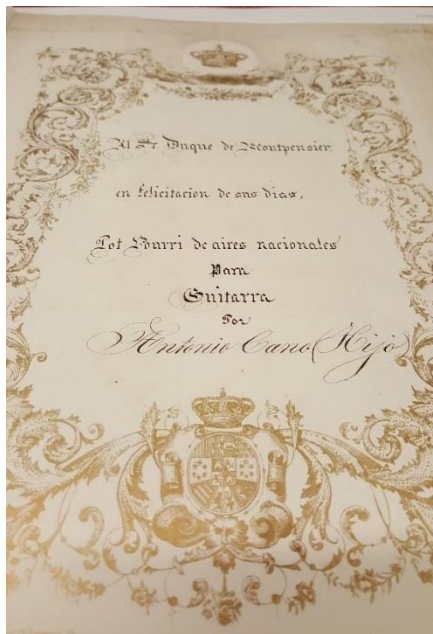 Al Sr Duque de Montpensier
en felicitacion de sus dias,
Pot Pourri de aires nacionales
Para
Guitarra
Por
Antonio Cano (Hijo)